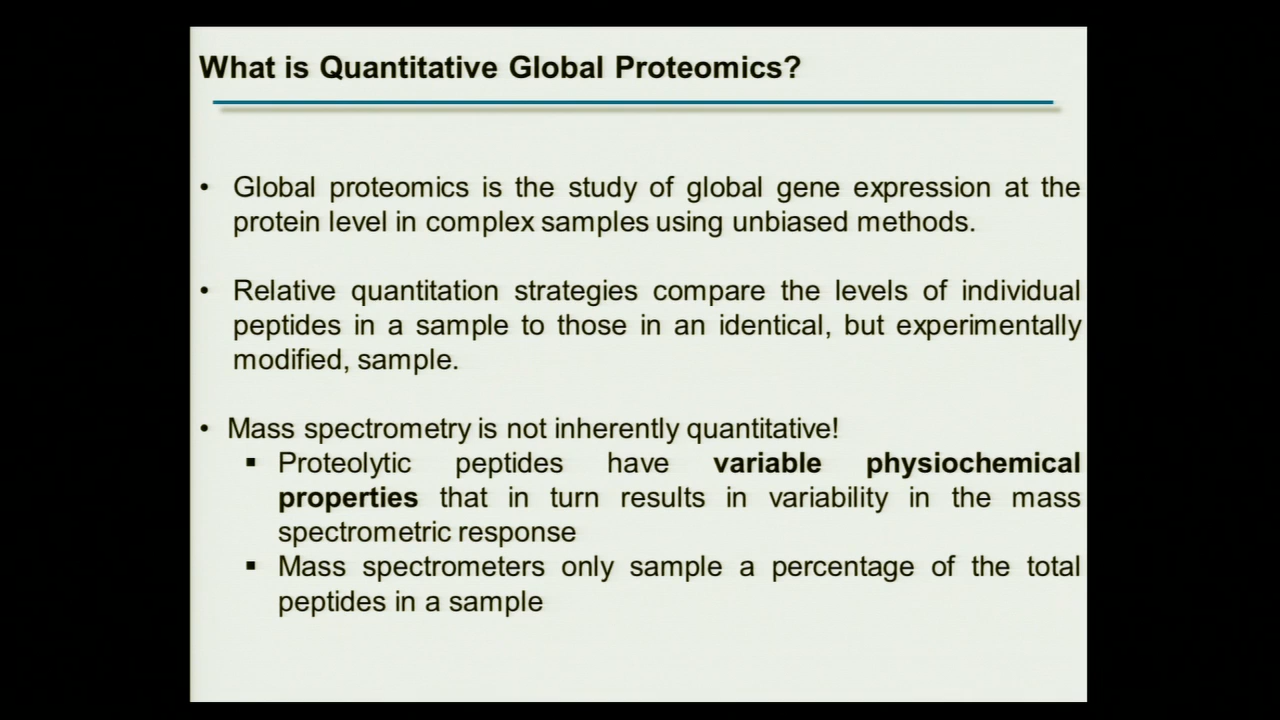 What is Quantitative Global Proteomics?
• Global proteomics is the study of global gene expression at the
protein level in complex samples using unbiased methods.
• Relative quantitation strategies compare the levels of individual
peptides in a sample to those in an identical, but experimentally
modified, sample.
• Mass spectrometry is not inherently quantitative!
▪ Proteolytic peptides have variable physiochemical
properties that in turn results in variability in the mass
spectrometric response
▪ Mass spectrometers only sample a percentage of the total
peptides in a sample